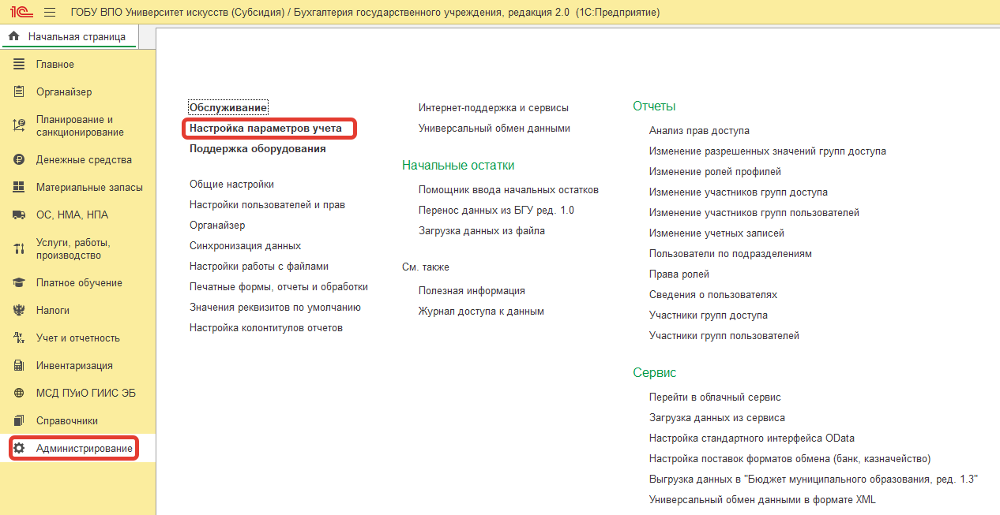 1С ГОБУ ВПО Университет искусств (Субсидия) / Бухгалтерия государственного учреждения, редакция 2.0 (1С:Предприятие)
Начальная страница
Главное
Органайзер
Планирование и
санкционирование
Денежные средства
Материальные запасы
ОС, НМА, НПА
Услуги, работы,
производство
Платное обучение
Налоги
Дт
Кт
Учет и отчетность
Инвентаризация
МСД ПУиО ГИИС ЭБ
Справочники
Администрирование
Обслуживание
Настройка параметров учета
Поддержка оборудования
Общие настройки
Настройки пользователей и прав
Органайзер
Синхронизация данных
Настройки работы с файлами
Печатные формы, отчеты и обработки
Значения реквизитов по умолчанию
Настройка колонтитулов отчетов
Интернет-поддержка и сервисы
Универсальный обмен данными
Начальные остатки
Помощник ввода начальных остатков
Перенос данных из БГУ ред. 1.0
Загрузка данных из файла
См. также
Полезная информация
Журнал доступа к данным
Отчеты
Анализ прав доступа
Изменение разрешенных значений групп доступа
Изменение ролей профилей
Изменение участников групп доступа
Изменение участников групп пользователей
Изменение учетных записей
Пользователи по подразделениям
Права ролей
Сведения о пользователях
Участники групп доступа
Участники групп пользователей
Сервис
Перейти в облачный сервис
Загрузка данных из сервиса
Настройка стандартного интерфейса OData
Настройка поставок форматов обмена (банк, казначейство)
Выгрузка данных в "Бюджет муниципального образования, ред. 1.3"
Универсальный обмен данными в формате XML